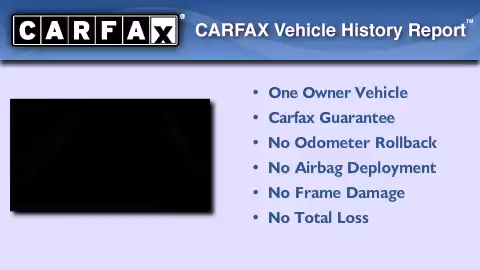 CARFAX® CARFAX Vehicle History Report™
• One Owner Vehicle
• Carfax Guarantee
• No Odometer Rollback
• No Airbag Deployment
• No Frame Damage
• No Total Loss